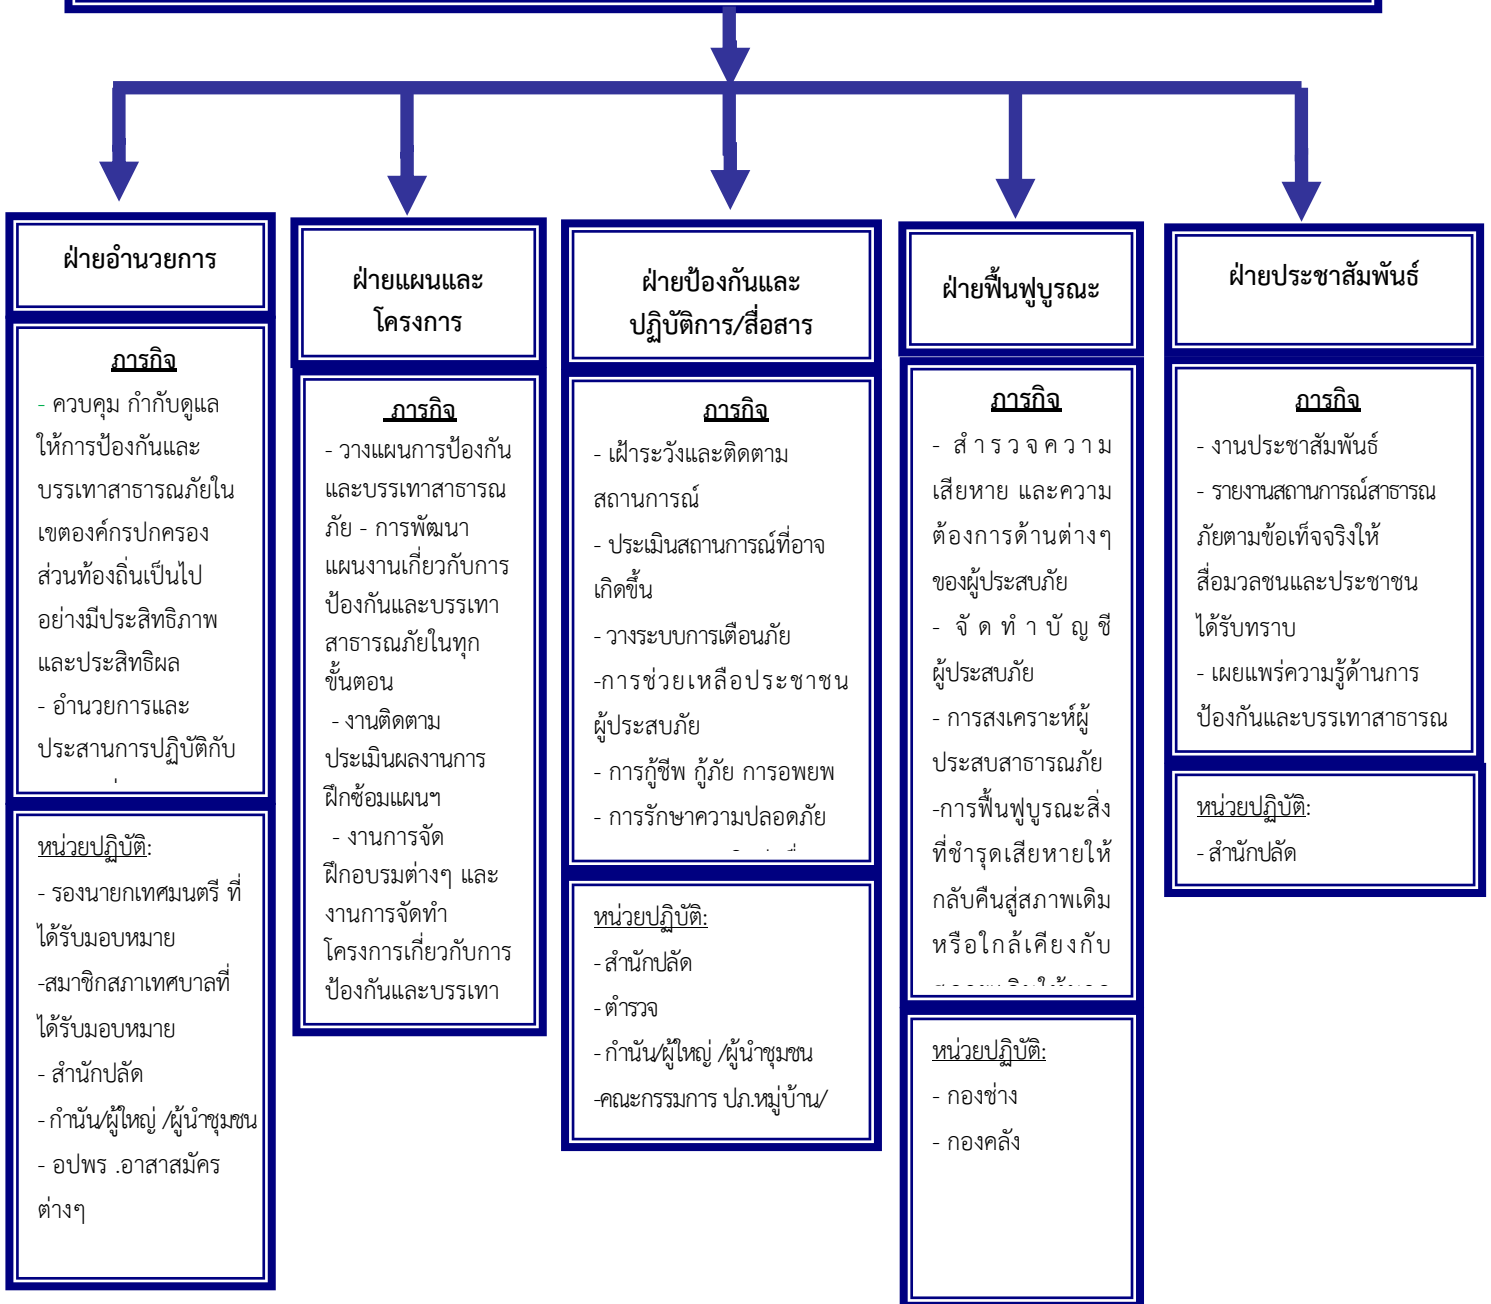 ฝ่ายอำนวยการ
ภารกิจ
- ควบคุม กำกับดูแล
ให้การป้องกันและ
บรรเทาสาธารณภัยใน
เขตองค์กรปกครอง
ส่วนท้องถิ่นเป็นไป
อย่างมีประสิทธิภาพ
และประสิทธิผล
- อำนวยการและ
ประสานการปฏิบัติกับ
หน่วยปฏิบัติ:
- รองนายกเทศมนตรี ที่
ได้รับมอบหมาย
-สมาชิกสภาเทศบาลที่
ได้รับมอบหมาย
- สำนักปลัด
- กำนัน/ผู้ใหญ่ /ผู้นำชุมชน
- อปพร .อาสาสมัคร
ต่างๆ
ฝ่ายแผนและ
โครงการ
ภารกิจ
- วางแผนการป้องกัน
และบรรเทาสาธารณ
ภัย - การพัฒนา
แผนงานเกี่ยวกับการ
ป้องกันและบรรเทา
สาธารณภัยในทุก
ขั้นตอน
- งานติดตาม
ประเมินผลงานการ
ฝึกซ้อมแผนฯ
- งานการจัด
ฝึกอบรมต่างๆ และ
งานการจัดทำ
โครงการเกี่ยวกับการ
ป้องกันและบรรเทา
ฝ่ายป้องกันและ
ปฏิบัติการ/สื่อสาร
ภารกิจ
- เฝ้าระวังและติดตาม
สถานการณ์
- ประเมินสถานการณ์ที่อาจ
เกิดขึ้น
- วางระบบการเตือนภัย
-การช่วยเหลือประชาชน
ผู้ประสบภัย
- การกู้ชีพ กู้ภัย การอพยพ
- การรักษาความปลอดภัย
หน่วยปฏิบัติ:
- สำนักปลัด
- ตำรวจ
- กำนัน/ผู้ใหญ่ /ผู้นำชุมชน
-คณะกรรมการ ปภ.หมู่บ้าน/
ฝ่ายฟื้นฟูบูรณะ
ภารกิจ
- สำรวจความ
เสียหาย และความ
ต้องการด้านต่างๆ
ของผู้ประสบภัย
- จัดทำบัญชี
ผู้ประสบภัย
- การสงเคราะห์ผู้
ประสบสาธารณภัย
-การฟื้นฟูบูรณะสิ่ง
ที่ชำรุดเสียหายให้
กลับคืนสู่สภาพเดิม
หรือใกล้เคียงกับ
หน่วยปฏิบัติ:
- กองช่าง
- กองคลัง
ฝ่ายประชาสัมพันธ์
ภารกิจ
- งานประชาสัมพันธ์
- รายงานสถานการณ์สาธารณ
ภัยตามข้อเท็จจริงให้
สื่อมวลชนและประชาชน
ได้รับทราบ
- เผยแพร่ความรู้ด้านการ
ป้องกันและบรรเทาสาธารณ
หน่วยปฏิบัติ:
- สำนักปลัด